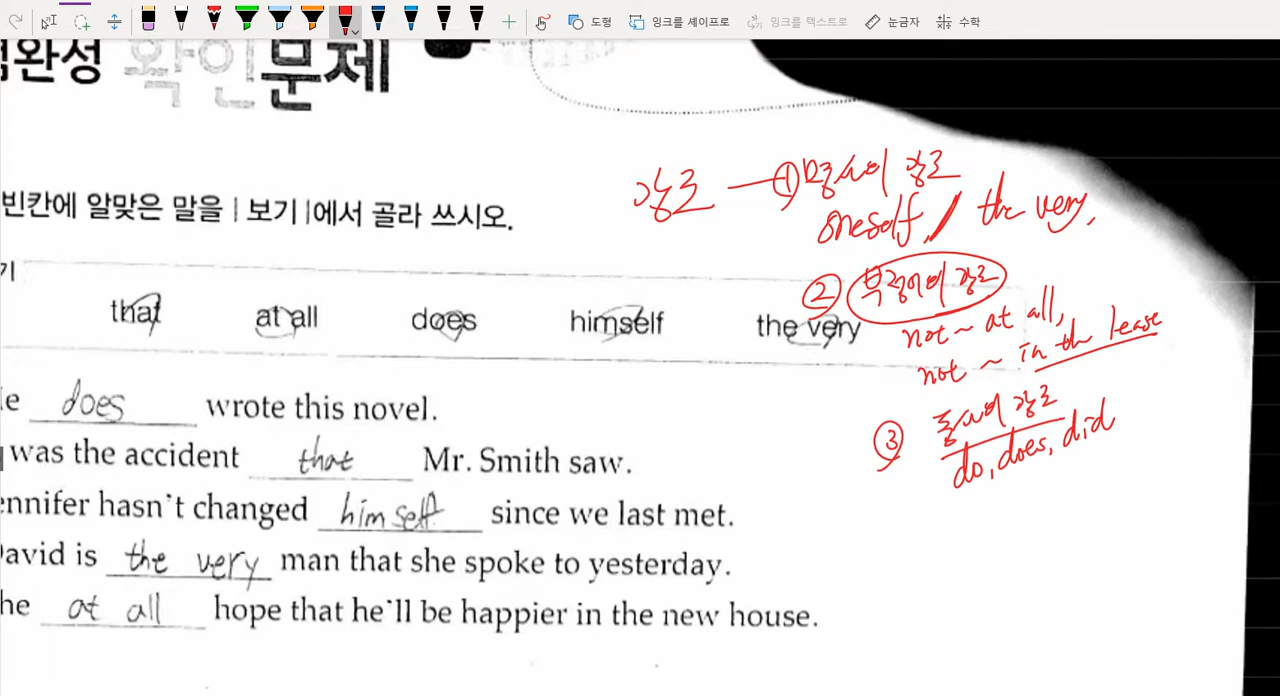 도형
잉크를 셰이프로
잉크를 텍스트로
눈금자
수학
완성 확인문제
강조 ① 명사의 강조
oneself, / the very,
빈칸에 알맞은 말을 | 보기 |에서 골라 쓰시오.
기
② 부정어의 강조
that at all does himself the very
not ~ at all,
not ~ in the lease
③ 동사의 강조
do, does, did
e does wrote this novel.
was the accident that Mr. Smith saw.
ennifer hasn't changed himself since we last met.
David is the very man that she spoke to yesterday.
he at all hope that he'll be happier in the new house.